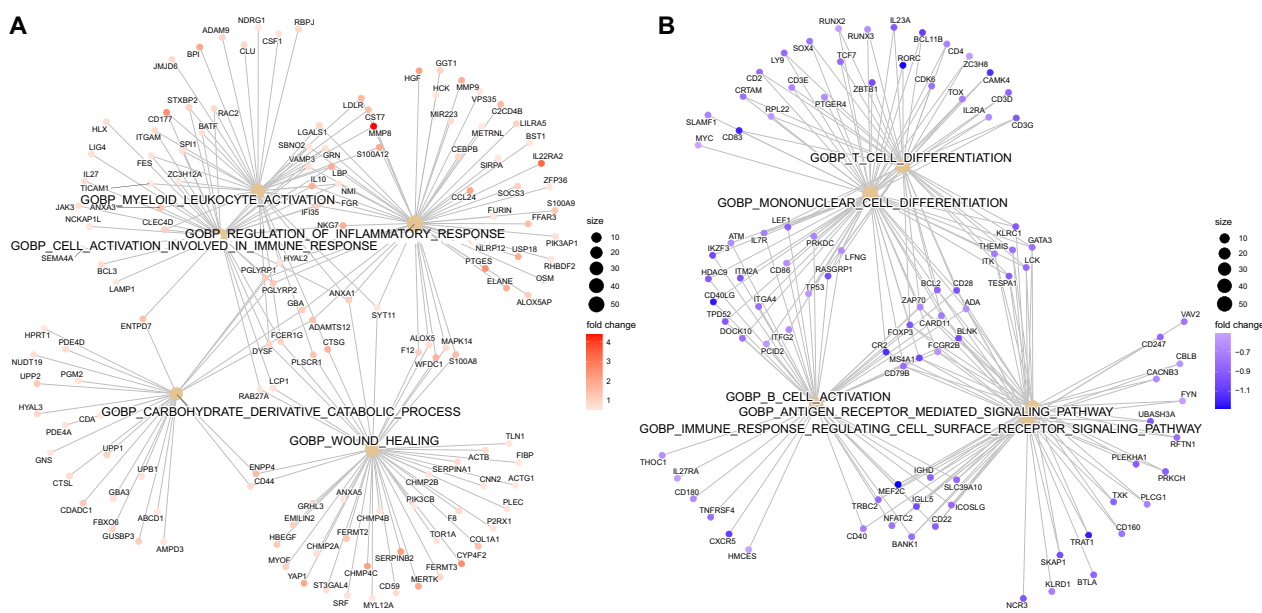 A
NDRG1
RBPJ
ADAM9
CSF1
CLU
BPI
JMJD6
GGT1
HGF
HCK
MMP9
VPS35
STXBP2
RAC2
LDLR
CST7
C2CD4B
CD177
BATF
MIR223
HLX
MMP8
METRNL
LILRA5
ITGAM
SPI1
LGALS1
BST1
LIG4
SBNO2
S100A12
CEBPB
FES
GRN
SIRPA
IL22RA2
VAMP3
IL27
ZC3H12A
LBP
TICAM1
IL10
NMI
CCL24
SOCS3
ZFP36
GOBP_MYELOID_LEUKOCYTE_ACTIVATION
FGR
JAK3
ANXA3
IFI35
FURIN
S100A9
NCKAP1L
CLEC4D
NKG7
FFAR3
GOBP_REGULATION_OF_INFLAMMATORY_RESPONSE
GOBP_CELL_ACTIVATION_INVOLVED_IN_IMMUNE_RESPONSE
NLRP12
USP18
PIK3AP1
SEMA4A
HYAL2
BCL3
PGLYRP1
PTGES
RHBDF2
LAMP1
PGLYRP2
ELANE
OSM
ANXA1
GBA
ALOX5AP
SYT11
ENTPD7
ADAMTS12
HPRT1
PDE4D
FCER1G
ALOX5
MAPK14
DYSF
CTSG
F12
S100A8
NUDT19
PLSCR1
WFDC1
PGM2
UPP2
LCP1
RAB27A
HYAL3
CDA
GOBP_CARBOHYDRATE_DERIVATIVE_CATABOLIC_PROCESS
PDE4A
GOBP_WOUND_HEALING
TLN1
UPP1
GNS
ACTB
FIBP
UPB1
ENPP4
SERPINA1
CTSL
CD44
CHMP2B
CNN2
ACTG1
GBA3
ANXA5
PIK3CB
PLEC
CDADC1
GRHL3
ABCD1
CHMP4B
F8
P2RX1
FBXO6
EMILIN2
GUSBP3
HBEGF
FERMT2
TOR1A
COL1A1
AMPD3
CHMP2A
SERPINB2
CYP4F2
MYOF
FERMT3
YAP1
CHMP4C
MERTK
ST3GAL4
CD59
SRF
MYL12A
size
10
20
30
40
50
fold change
4
3
2
1
B
RUNX2
IL23A
RUNX3
BCL11B
SOX4
TCF7
CD4
LY9
RORC
ZC3H8
CD2
CD3E
CDK6
CAMK4
ZBTB1
CRTAM
PTGER4
TOX
CD3D
RPL22
IL2RA
SLAMF1
CD3G
CD83
MYC
GOBP_T_CELL_DIFFERENTIATION
GOBP_MONONUCLEAR_CELL_DIFFERENTIATION
LEF1
KLRC1
ATM
IL7R
PRKDC
GATA3
IKZF3
THEMIS
LFNG
ITK
LCK
HDAC9
ITM2A
CD86
RASGRP1
TESPA1
CD40LG
TP53
BCL2
CD28
TPD52
ITGA4
ZAP70
ADA
DOCK10
CARD11
FOXP3
BLNK
VAV2
ITFG2
CR2
PCID2
FCGR2B
CD247
MS4A1
CBLB
CD79B
CACNB3
GOBP_B_CELL_ACTIVATION
FYN
GOBP_ANTIGEN_RECEPTOR_MEDIATED_SIGNALING_PATHWAY
UBASH3A
GOBP_IMMUNE_RESPONSE_REGULATING_CELL_SURFACE_RECEPTOR_SIGNALING_PATHWAY
RFTN1
THOC1
PLEKHA1
IL27RA
IGHD
PRKCH
CD180
MEF2C
SLC39A10
TXK
PLCG1
TNFRSF4
TRBC2
IGLL5
ICOSLG
NFATC2
CD22
CD160
CXCR5
CD40
BANK1
TRAT1
HMCES
SKAP1
BTLA
KLRD1
NCR3
size
10
20
30
40
50
fold change
−0.7
−0.9
−1.1